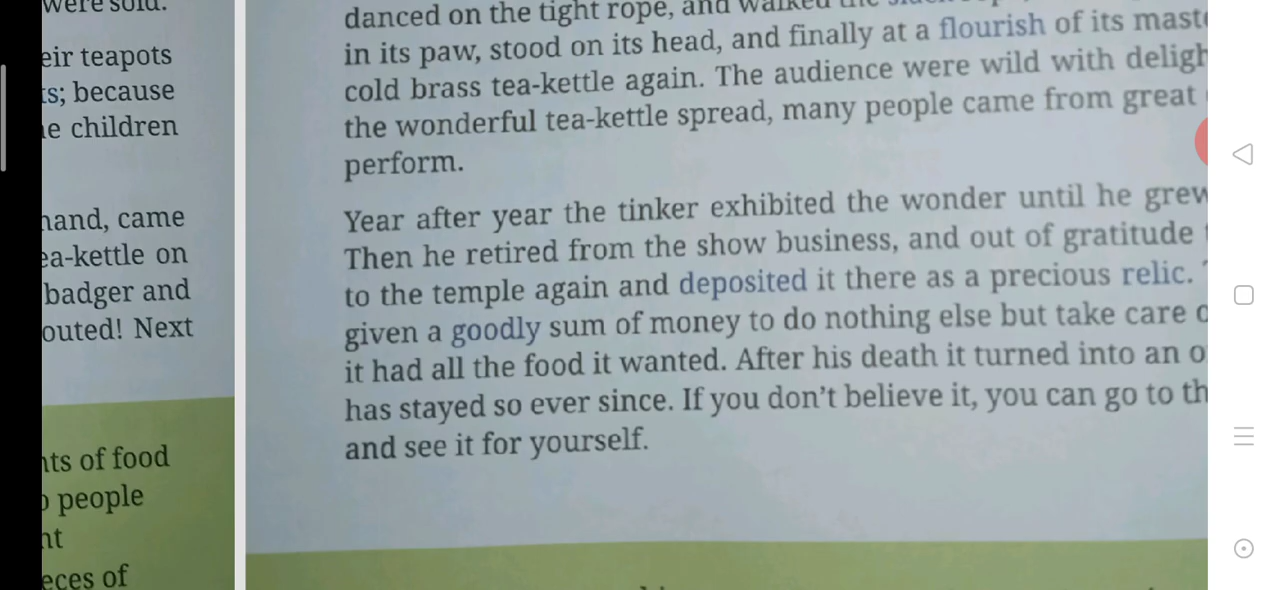 were sold.
eir teapots
ts; because
e children
hand, came
ea-kettle on
badger and
outed! Next
nts of food
people
nt
eces of
danced on the tight rope, and walked the
in its paw, stood on its head, and finally at a flourish of its mast
cold brass tea-kettle again. The audience were wild with deligh
the wonderful tea-kettle spread, many people came from great
perform.
Year after year the tinker exhibited the wonder until he grew
Then he retired from the show business, and out of gratitude
to the temple again and deposited it there as a precious relic.
given a goodly sum of money to do nothing else but take care o
it had all the food it wanted. After his death it turned into an o
has stayed so ever since. If you don't believe it, you can go to th
and see it for yourself.